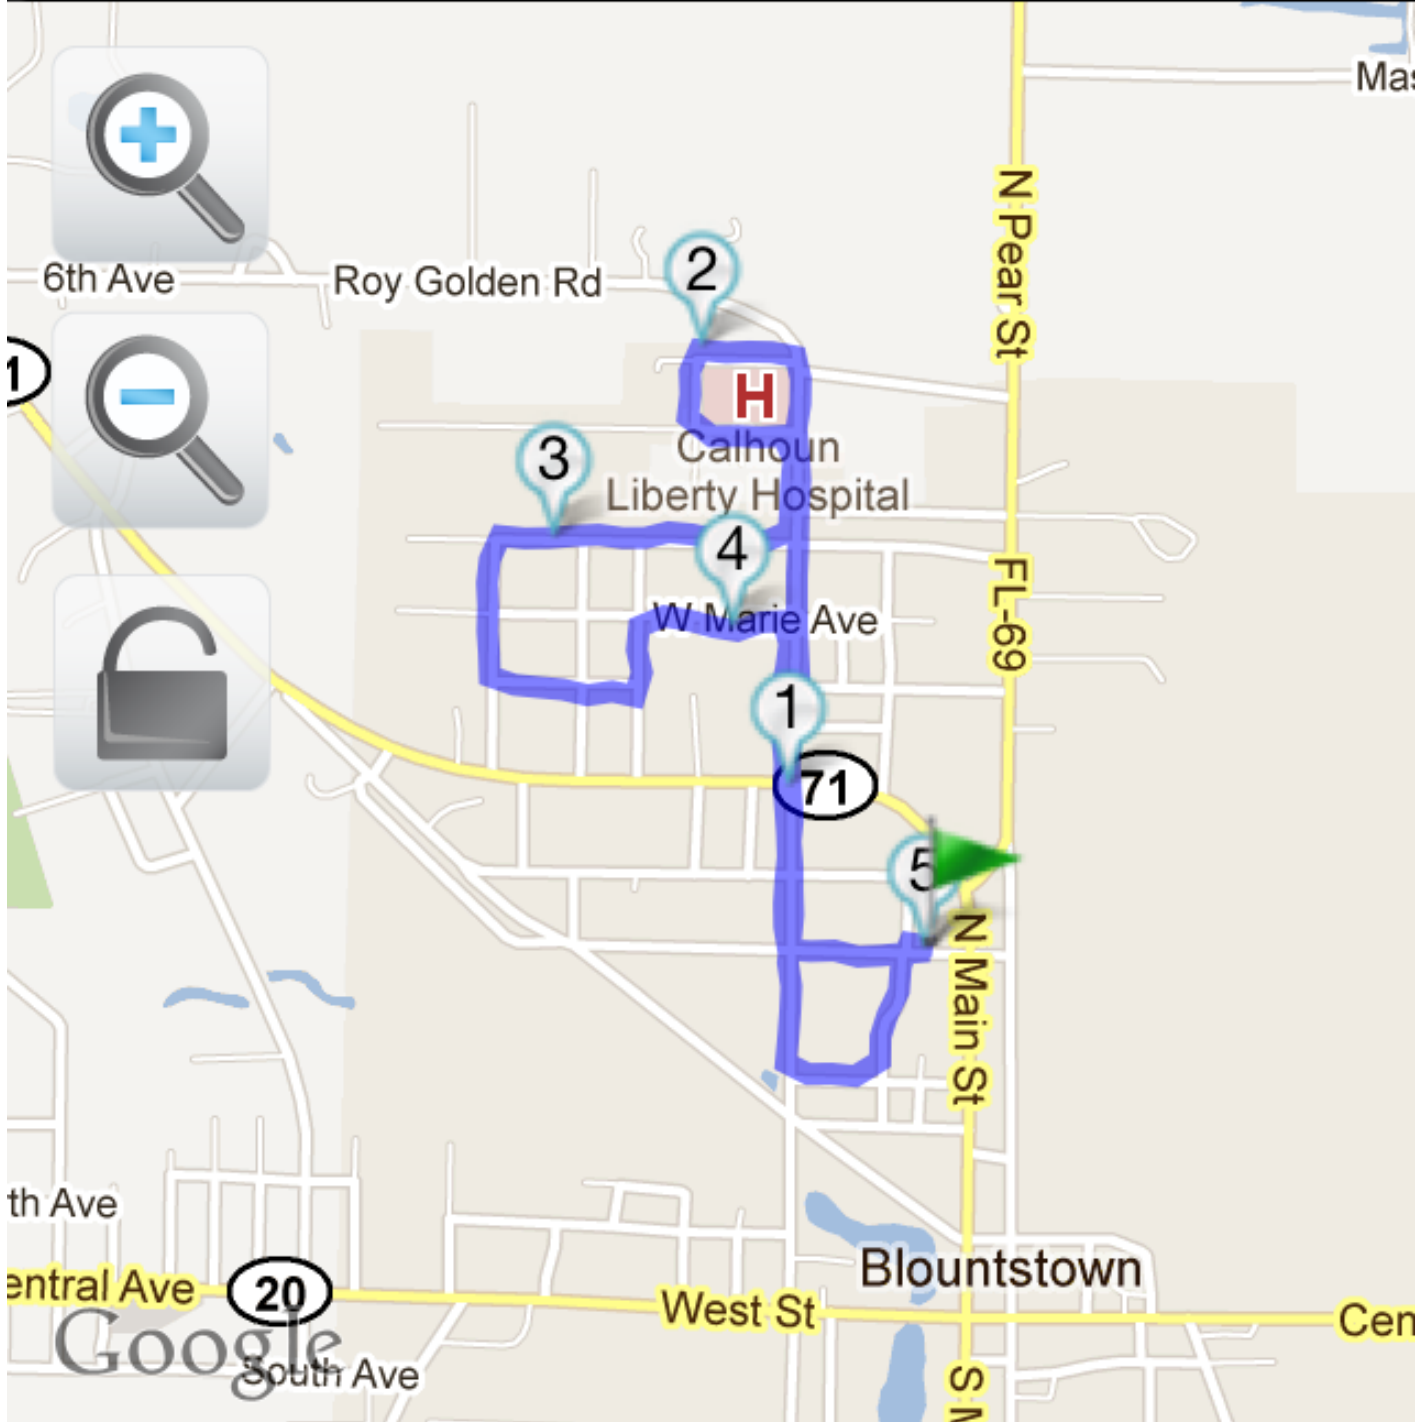 Mas
N Pear St
2
6th Ave
Roy Golden Rd
1
H
Calhoun
Liberty Hospital
3
4
W Marie Ave
FL-69
1
71
5
N Main St
th Ave
Blountstown
entral Ave
20
West St
Cen
Google
South Ave
S M